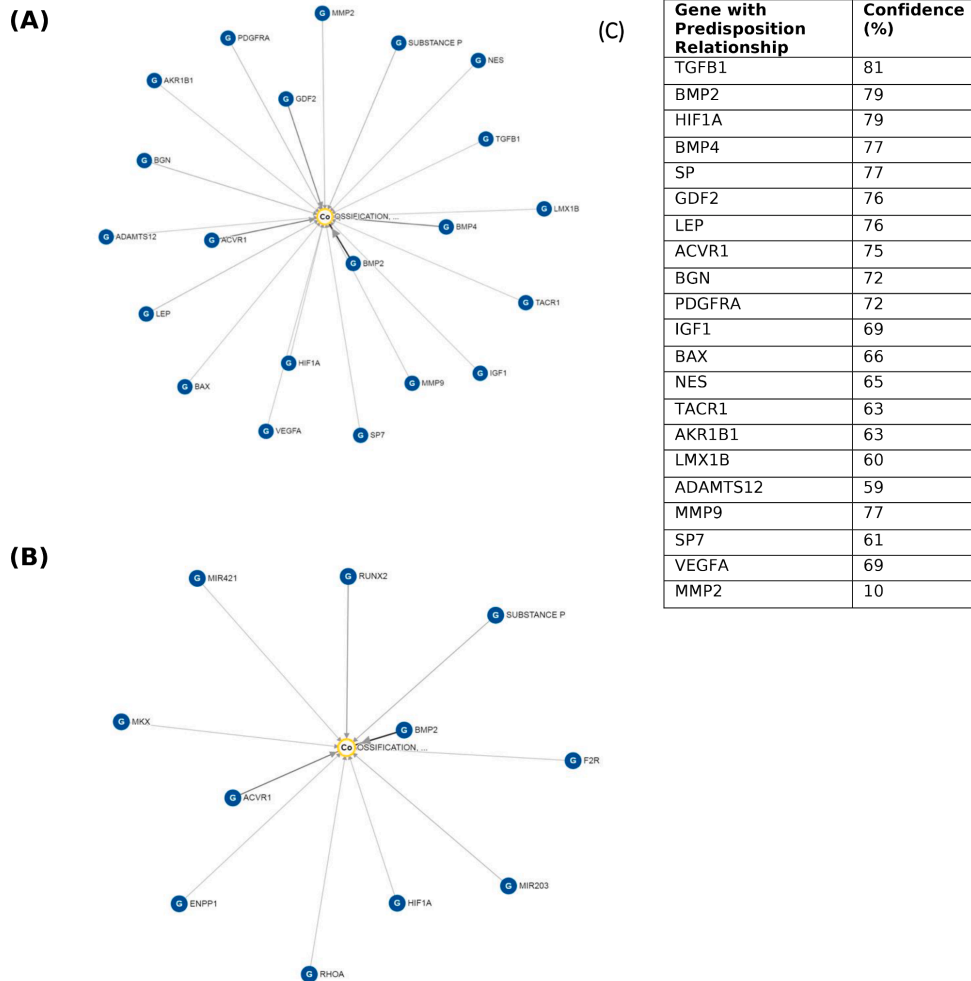 (A)
G MMP2
G PDGFRA
G SUBSTANCE P
G NES
G AKR1B1
G GDF2
G TGFB1
G BGN
G LMX1B
Co OSSIFICATION, ...
G BMP4
G ADAMTS12
G ACVR1
G BMP2
G TACR1
G LEP
G HIF1A
G IGF1
G MMP9
G BAX
G VEGFA
G SP7
(B)
G MIR421
G RUNX2
G SUBSTANCE P
G MKX
G BMP2
Co OSSIFICATION, ...
G F2R
G ACVR1
G MIR203
G ENPP1
G HIF1A
G RHOA
(C)
Gene with Predisposition Relationship Confidence (%)
TGFB1 81
BMP2 79
HIF1A 79
BMP4 77
SP 77
GDF2 76
LEP 76
ACVR1 75
BGN 72
PDGFRA 72
IGF1 69
BAX 66
NES 65
TACR1 63
AKR1B1 63
LMX1B 60
ADAMTS12 59
MMP9 77
SP7 61
VEGFA 69
MMP2 10